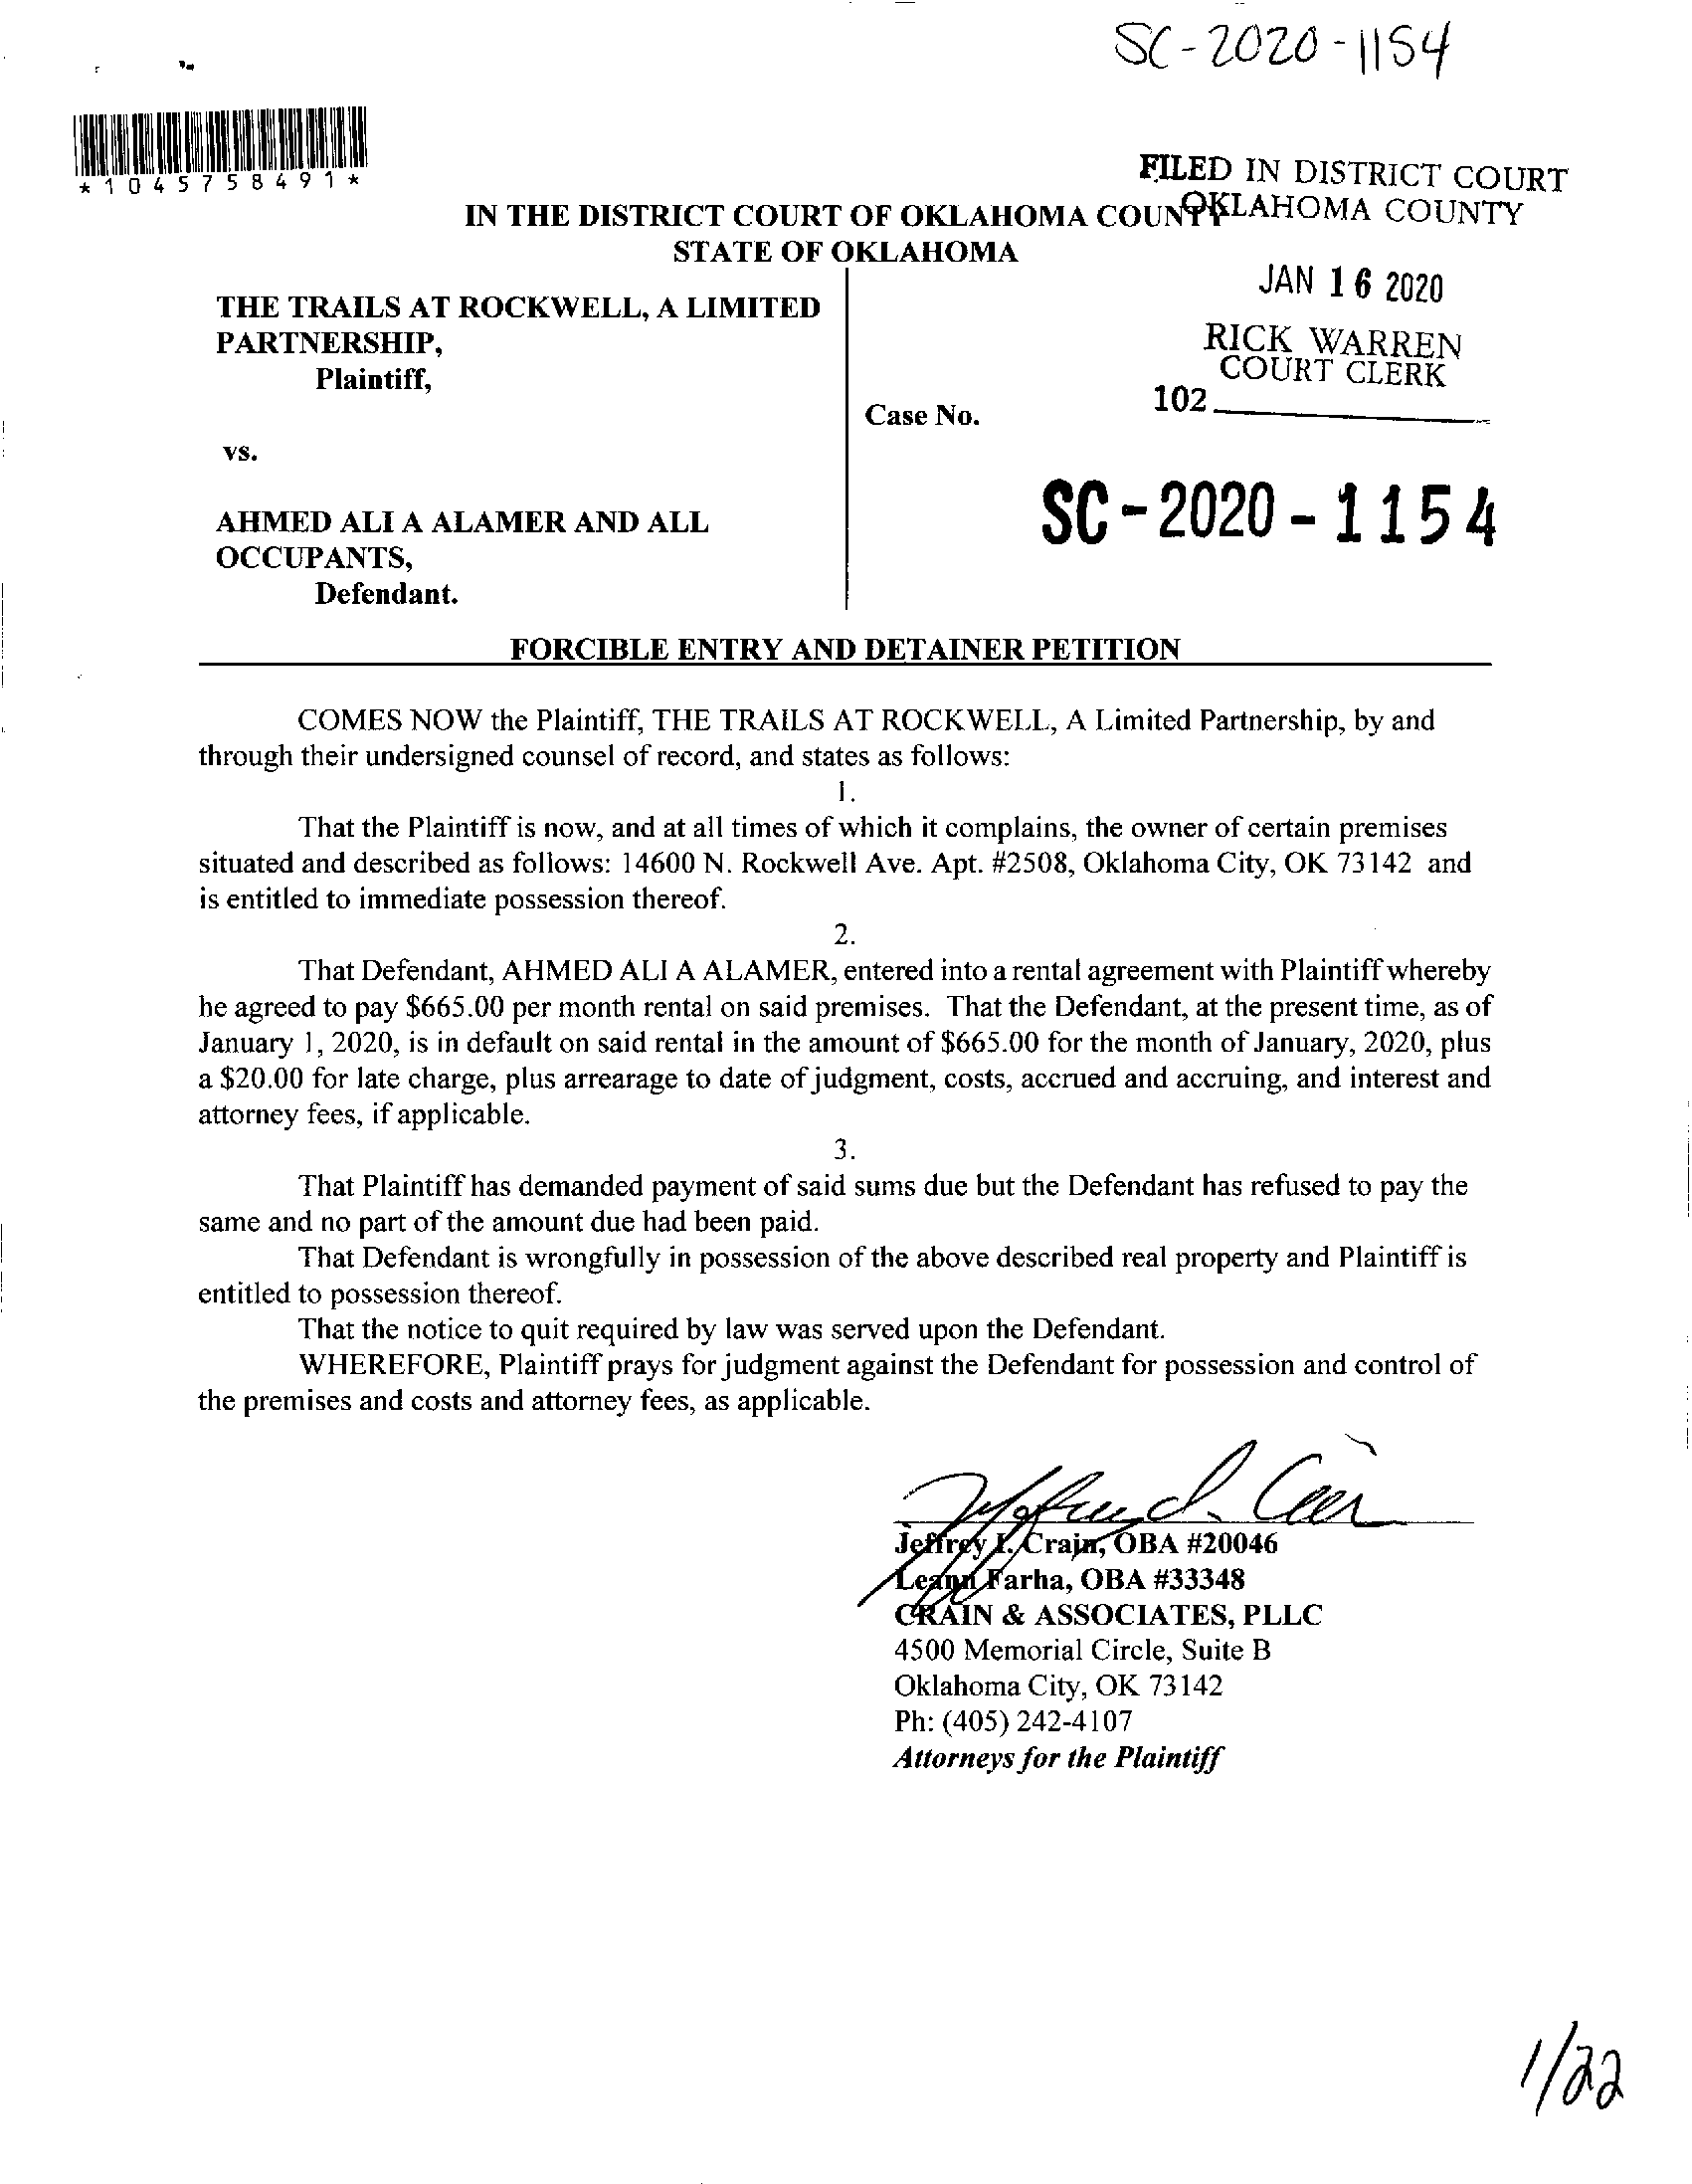 SC-2020-1154
*1045758491*
FILED IN DISTRICT COURT
OKLAHOMA COUNTY
IN THE DISTRICT COURT OF OKLAHOMA COUNTY
STATE OF OKLAHOMA
JAN 16 2020
RICK WARREN
COURT CLERK
102
THE TRAILS AT ROCKWELL, A LIMITED
PARTNERSHIP,
Plaintiff,
Case No.
vs.
SC-2020-1154
AHMED ALI A ALAMER AND ALL
OCCUPANTS,
Defendant.
FORCIBLE ENTRY AND DETAINER PETITION
COMES NOW the Plaintiff, THE TRAILS AT ROCKWELL, A Limited Partnership, by and
through their undersigned counsel of record, and states as follows:
1.
That the Plaintiff is now, and at all times of which it complains, the owner of certain premises
situated and described as follows: 14600 N. Rockwell Ave. Apt. #2508, Oklahoma City, OK 73142 and
is entitled to immediate possession thereof.
2.
That Defendant, AHMED ALI A ALAMER, entered into a rental agreement with Plaintiff whereby
he agreed to pay $665.00 per month rental on said premises. That the Defendant, at the present time, as of
January 1, 2020, is in default on said rental in the amount of $665.00 for the month of January, 2020, plus
a $20.00 for late charge, plus arrearage to date of judgment, costs, accrued and accruing, and interest and
attorney fees, if applicable.
3.
That Plaintiff has demanded payment of said sums due but the Defendant has refused to pay the
same and no part of the amount due had been paid.
That Defendant is wrongfully in possession of the above described real property and Plaintiff is
entitled to possession thereof.
That the notice to quit required by law was served upon the Defendant.
WHEREFORE, Plaintiff prays for judgment against the Defendant for possession and control of
the premises and costs and attorney fees, as applicable.
Jeffrey I. Crain, OBA #20046
Leann Farha, OBA #33348
CRAIN & ASSOCIATES, PLLC
4500 Memorial Circle, Suite B
Oklahoma City, OK 73142
Ph: (405) 242-4107
Attorneys for the Plaintiff
1/22